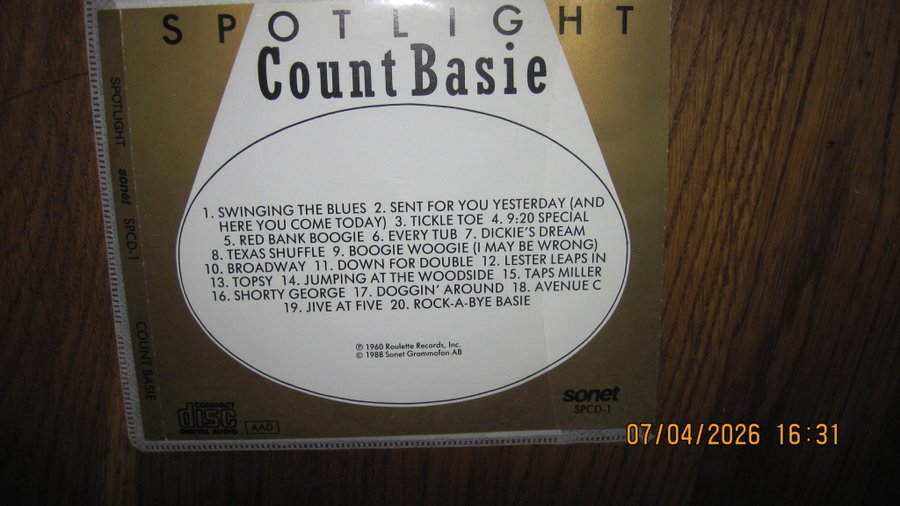 SPOTLIGHT
Count Basie
1. SWINGING THE BLUES 2. SENT FOR YOU YESTERDAY (AND
HERE YOU COME TODAY) 3. TICKLE TOE 4. 9:20 SPECIAL
5. RED BANK BOOGIE 6. EVERY TUB 7. DICKIE'S DREAM
8. TEXAS SHUFFLE 9. BOOGIE WOOGIE (I MAY BE WRONG)
10. BROADWAY 11. DOWN FOR DOUBLE 12. LESTER LEAPS IN
13. TOPSY 14. JUMPING AT THE WOODSIDE 15. TAPS MILLER
16. SHORTY GEORGE 17. DOGGIN' AROUND 18. AVENUE C
19. JIVE AT FIVE 20. ROCK-A-BYE BASIE
℗ 1960 Roulette Records, Inc.
© 1988 Sonet Grammofon AB
sonet
SPCD-1
COMPACT
disc
DIGITAL AUDIO
AAD
SPOTLIGHT sonet SPCD-1 COUNT BASIE
07/04/2026 16:31